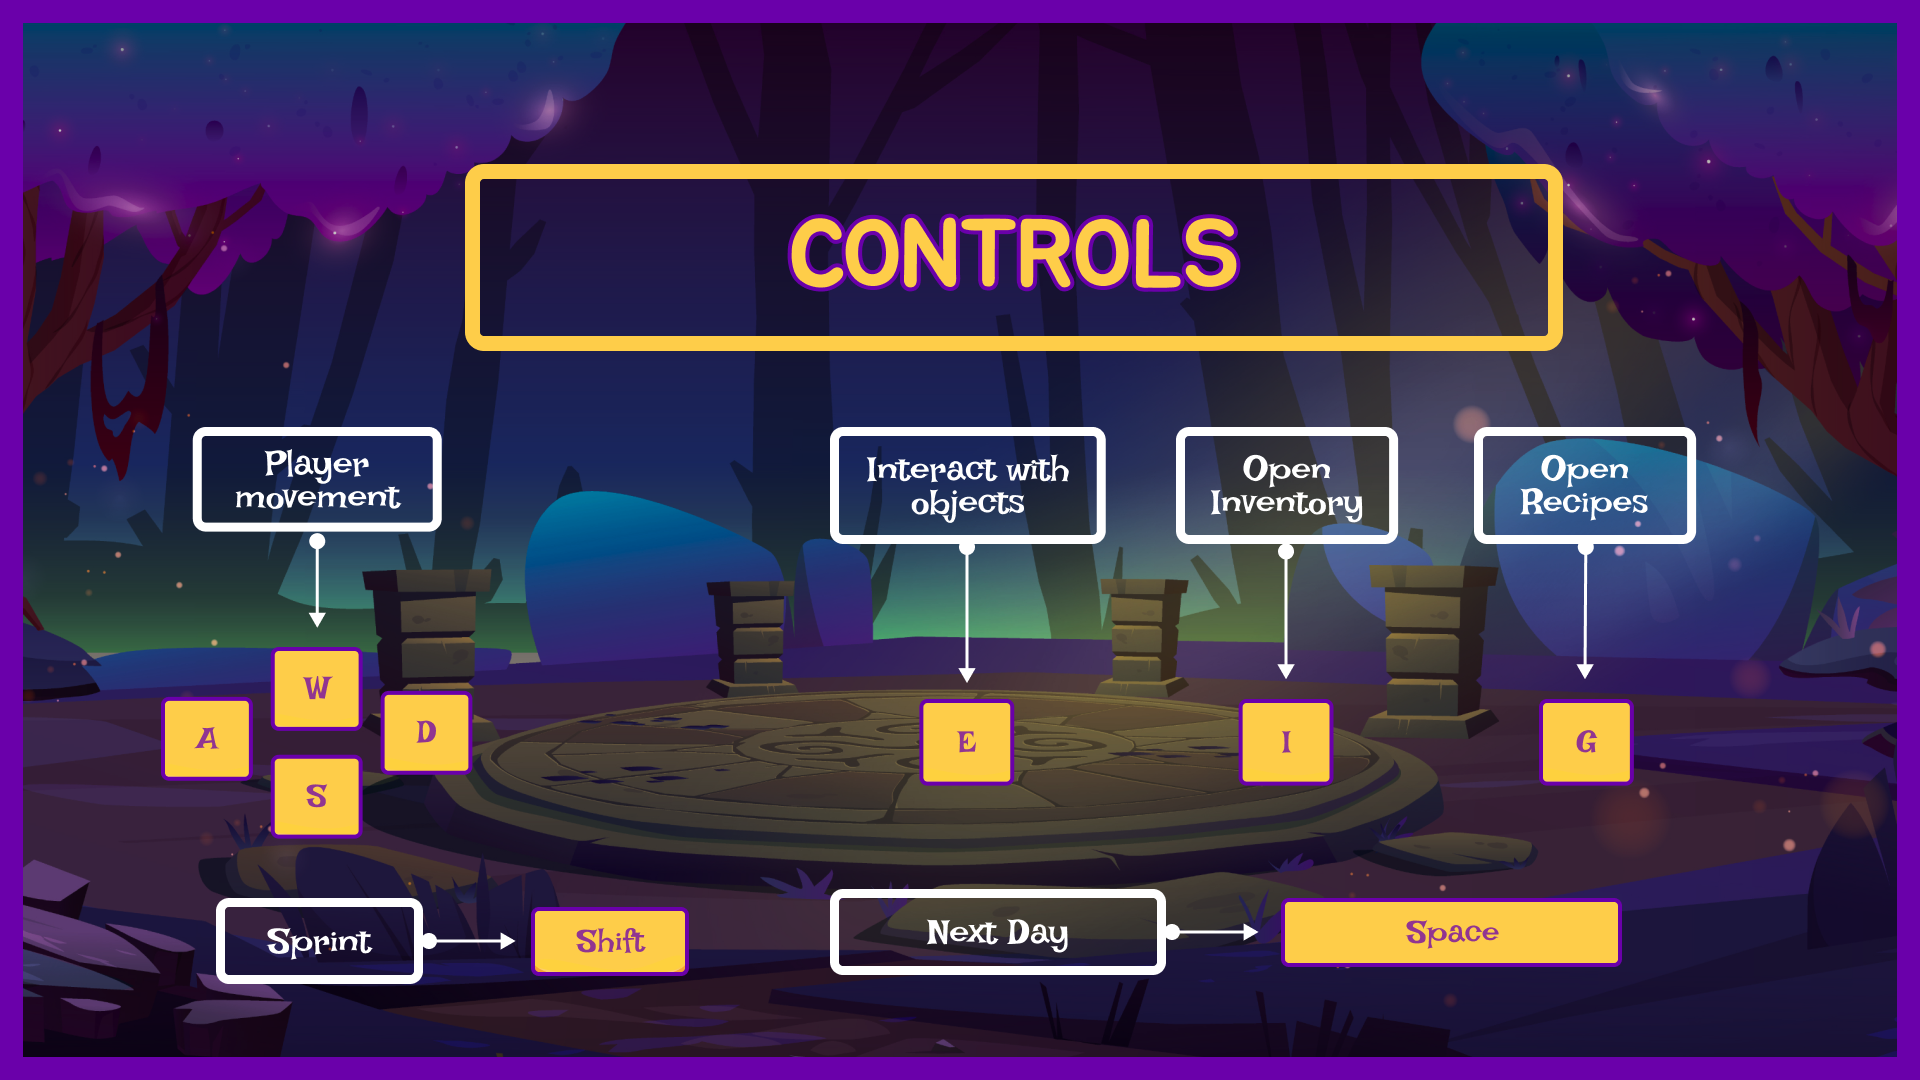 CONTROLS
Player
movement
Interact with
objects
Open
Inventory
Open
Recipes
W
A
D
S
E
I
G
Sprint
Shift
Next Day
Space